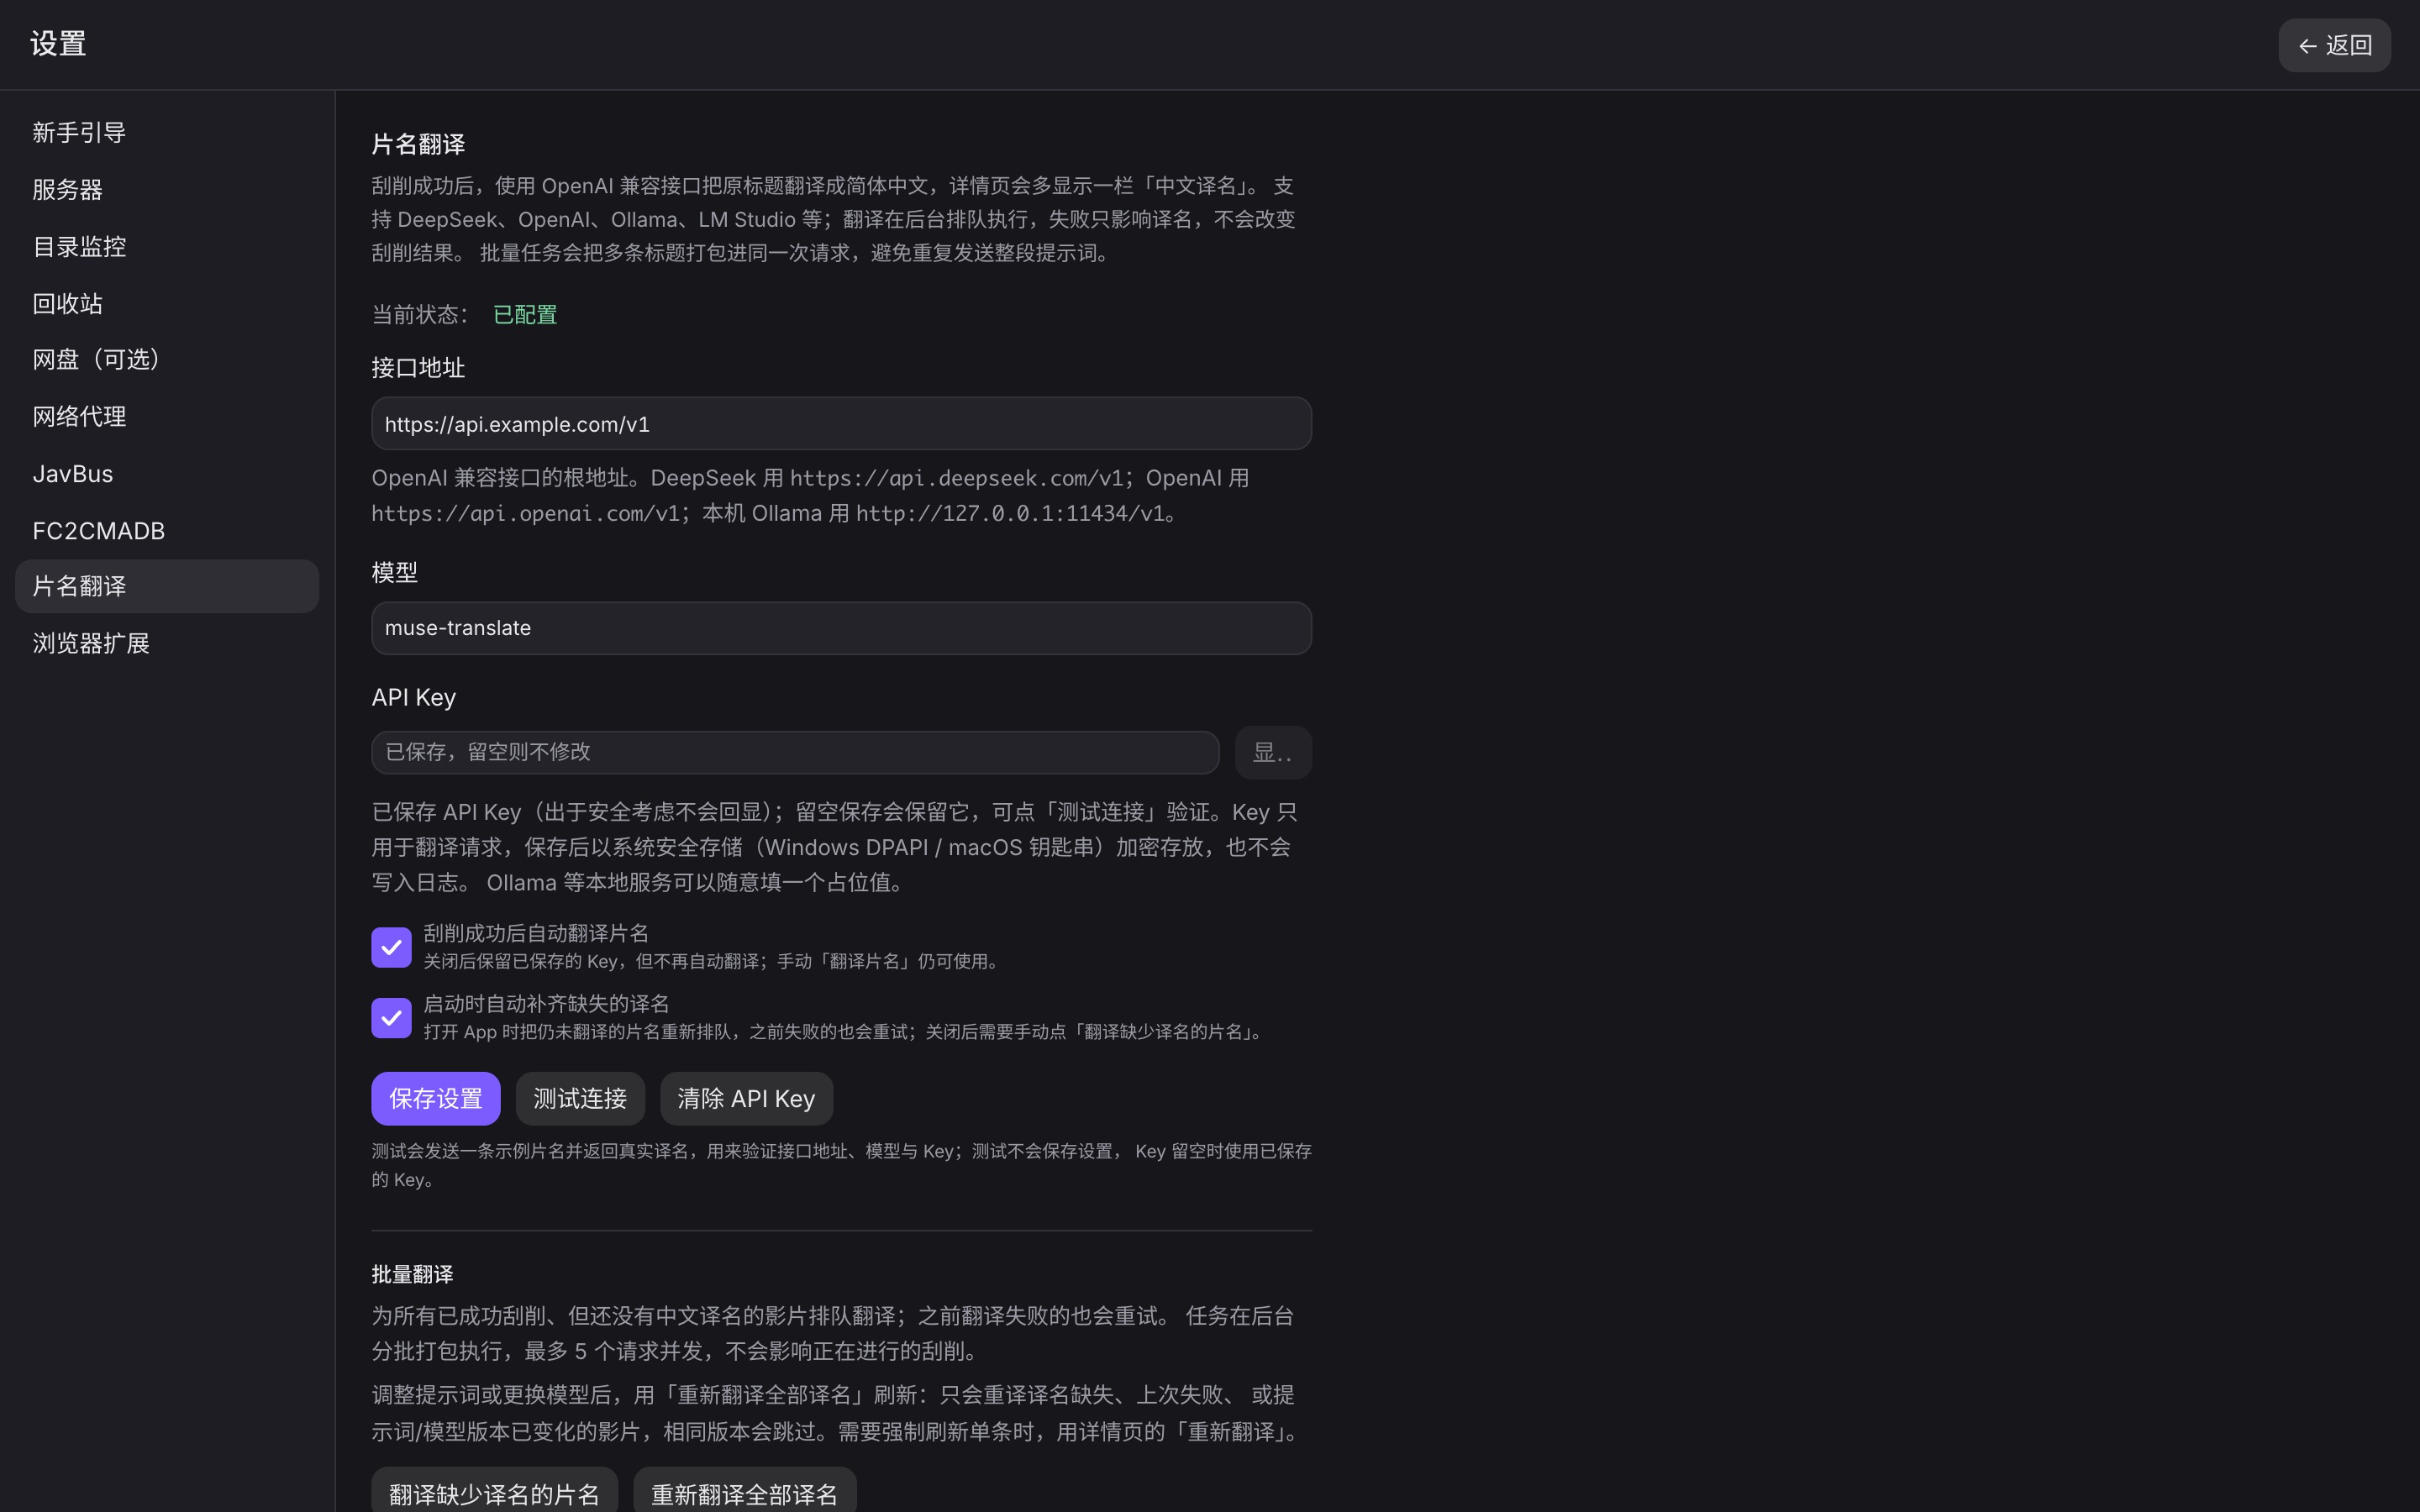 设置
← 返回
新手引导
服务器
目录监控
回收站
网盘（可选）
网络代理
JavBus
FC2CMADB
片名翻译
浏览器扩展
片名翻译
刮削成功后，使用 OpenAI 兼容接口把原标题翻译成简体中文，详情页会多显示一栏「中文译名」。 支
持 DeepSeek、OpenAI、Ollama、LM Studio 等；翻译在后台排队执行，失败只影响译名，不会改变
刮削结果。 批量任务会把多条标题打包进同一次请求，避免重复发送整段提示词。
当前状态： 已配置
接口地址
https://api.example.com/v1
OpenAI 兼容接口的根地址。DeepSeek 用 https://api.deepseek.com/v1；OpenAI 用
https://api.openai.com/v1；本机 Ollama 用 http://127.0.0.1:11434/v1。
模型
muse-translate
API Key
已保存，留空则不修改
显..
已保存 API Key（出于安全考虑不会回显）；留空保存会保留它，可点「测试连接」验证。Key 只
用于翻译请求，保存后以系统安全存储（Windows DPAPI / macOS 钥匙串）加密存放，也不会
写入日志。 Ollama 等本地服务可以随意填一个占位值。
刮削成功后自动翻译片名
关闭后保留已保存的 Key，但不再自动翻译；手动「翻译片名」仍可使用。
启动时自动补齐缺失的译名
打开 App 时把仍未翻译的片名重新排队，之前失败的也会重试；关闭后需要手动点「翻译缺少译名的片名」。
保存设置
测试连接
清除 API Key
测试会发送一条示例片名并返回真实译名，用来验证接口地址、模型与 Key；测试不会保存设置， Key 留空时使用已保存
的 Key。
批量翻译
为所有已成功刮削、但还没有中文译名的影片排队翻译；之前翻译失败的也会重试。 任务在后台
分批打包执行，最多 5 个请求并发，不会影响正在进行的刮削。
调整提示词或更换模型后，用「重新翻译全部译名」刷新：只会重译译名缺失、上次失败、 或提
示词/模型版本已变化的影片，相同版本会跳过。需要强制刷新单条时，用详情页的「重新翻译」。
翻译缺少译名的片名
重新翻译全部译名